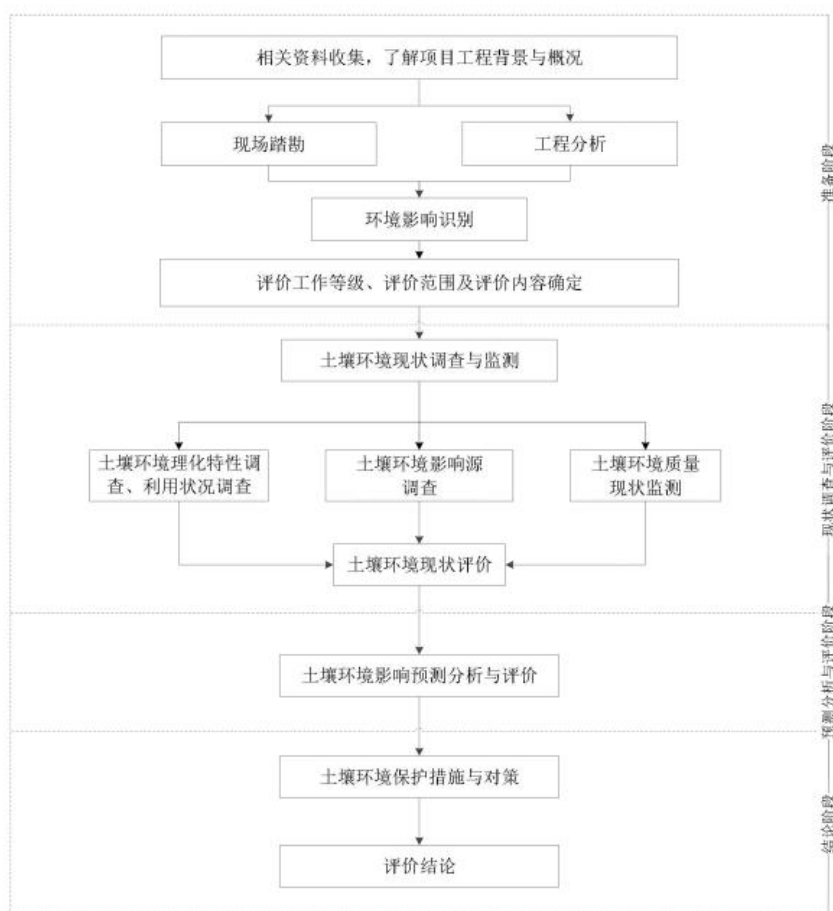 相关资料收集，了解项目工程背景与概况
现场踏勘
工程分析
环境影响识别
评价工作等级、评价范围及评价内容确定
准备阶段
土壤环境现状调查与监测
土壤环境理化特性调
查、利用状况调查
土壤环境影响源
调查
土壤环境质量
现状监测
土壤环境现状评价
现状调查与评价阶段
土壤环境影响预测分析与评价
预测分析与评价阶段
土壤环境保护措施与对策
评价结论
结论阶段